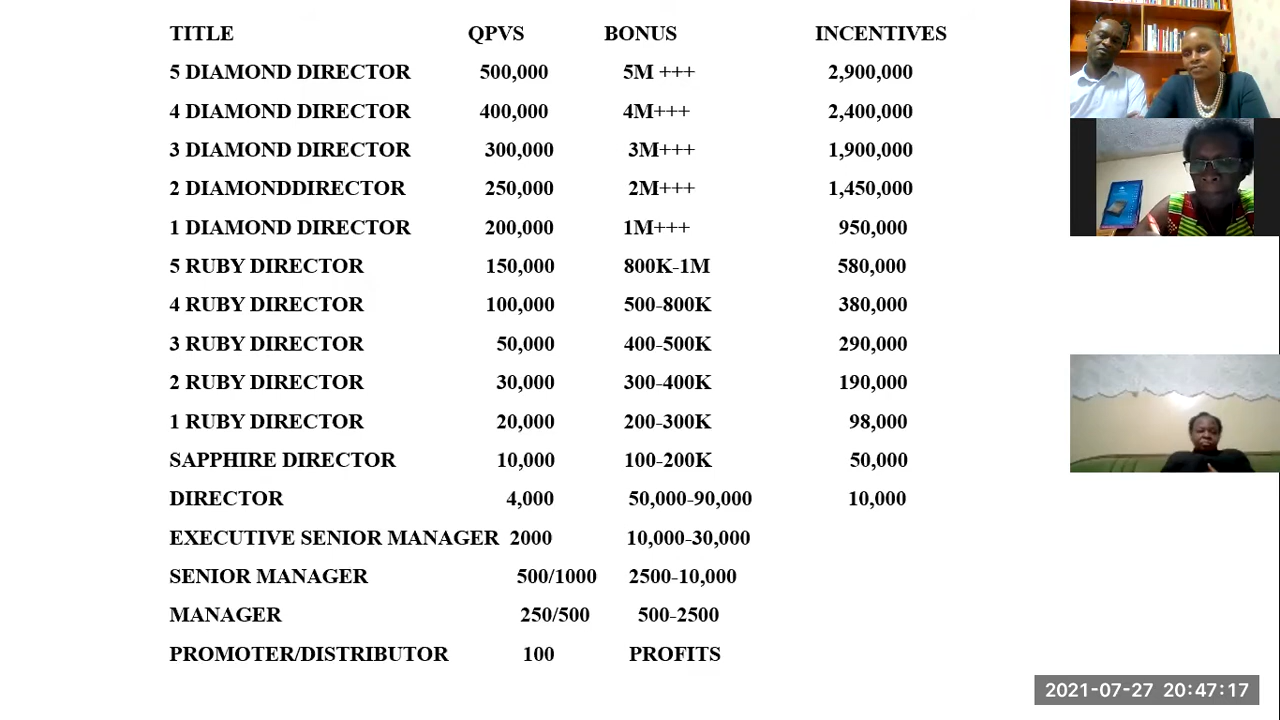 TITLE QPVS BONUS INCENTIVES
5 DIAMOND DIRECTOR 500,000 5M +++ 2,900,000
4 DIAMOND DIRECTOR 400,000 4M+++ 2,400,000
3 DIAMOND DIRECTOR 300,000 3M+++ 1,900,000
2 DIAMONDDIRECTOR 250,000 2M+++ 1,450,000
1 DIAMOND DIRECTOR 200,000 1M+++ 950,000
5 RUBY DIRECTOR 150,000 800K-1M 580,000
4 RUBY DIRECTOR 100,000 500-800K 380,000
3 RUBY DIRECTOR 50,000 400-500K 290,000
2 RUBY DIRECTOR 30,000 300-400K 190,000
1 RUBY DIRECTOR 20,000 200-300K 98,000
SAPPHIRE DIRECTOR 10,000 100-200K 50,000
DIRECTOR 4,000 50,000-90,000 10,000
EXECUTIVE SENIOR MANAGER 2000 10,000-30,000
SENIOR MANAGER 500/1000 2500-10,000
MANAGER 250/500 500-2500
PROMOTER/DISTRIBUTOR 100 PROFITS
2021-07-27 20:47:17